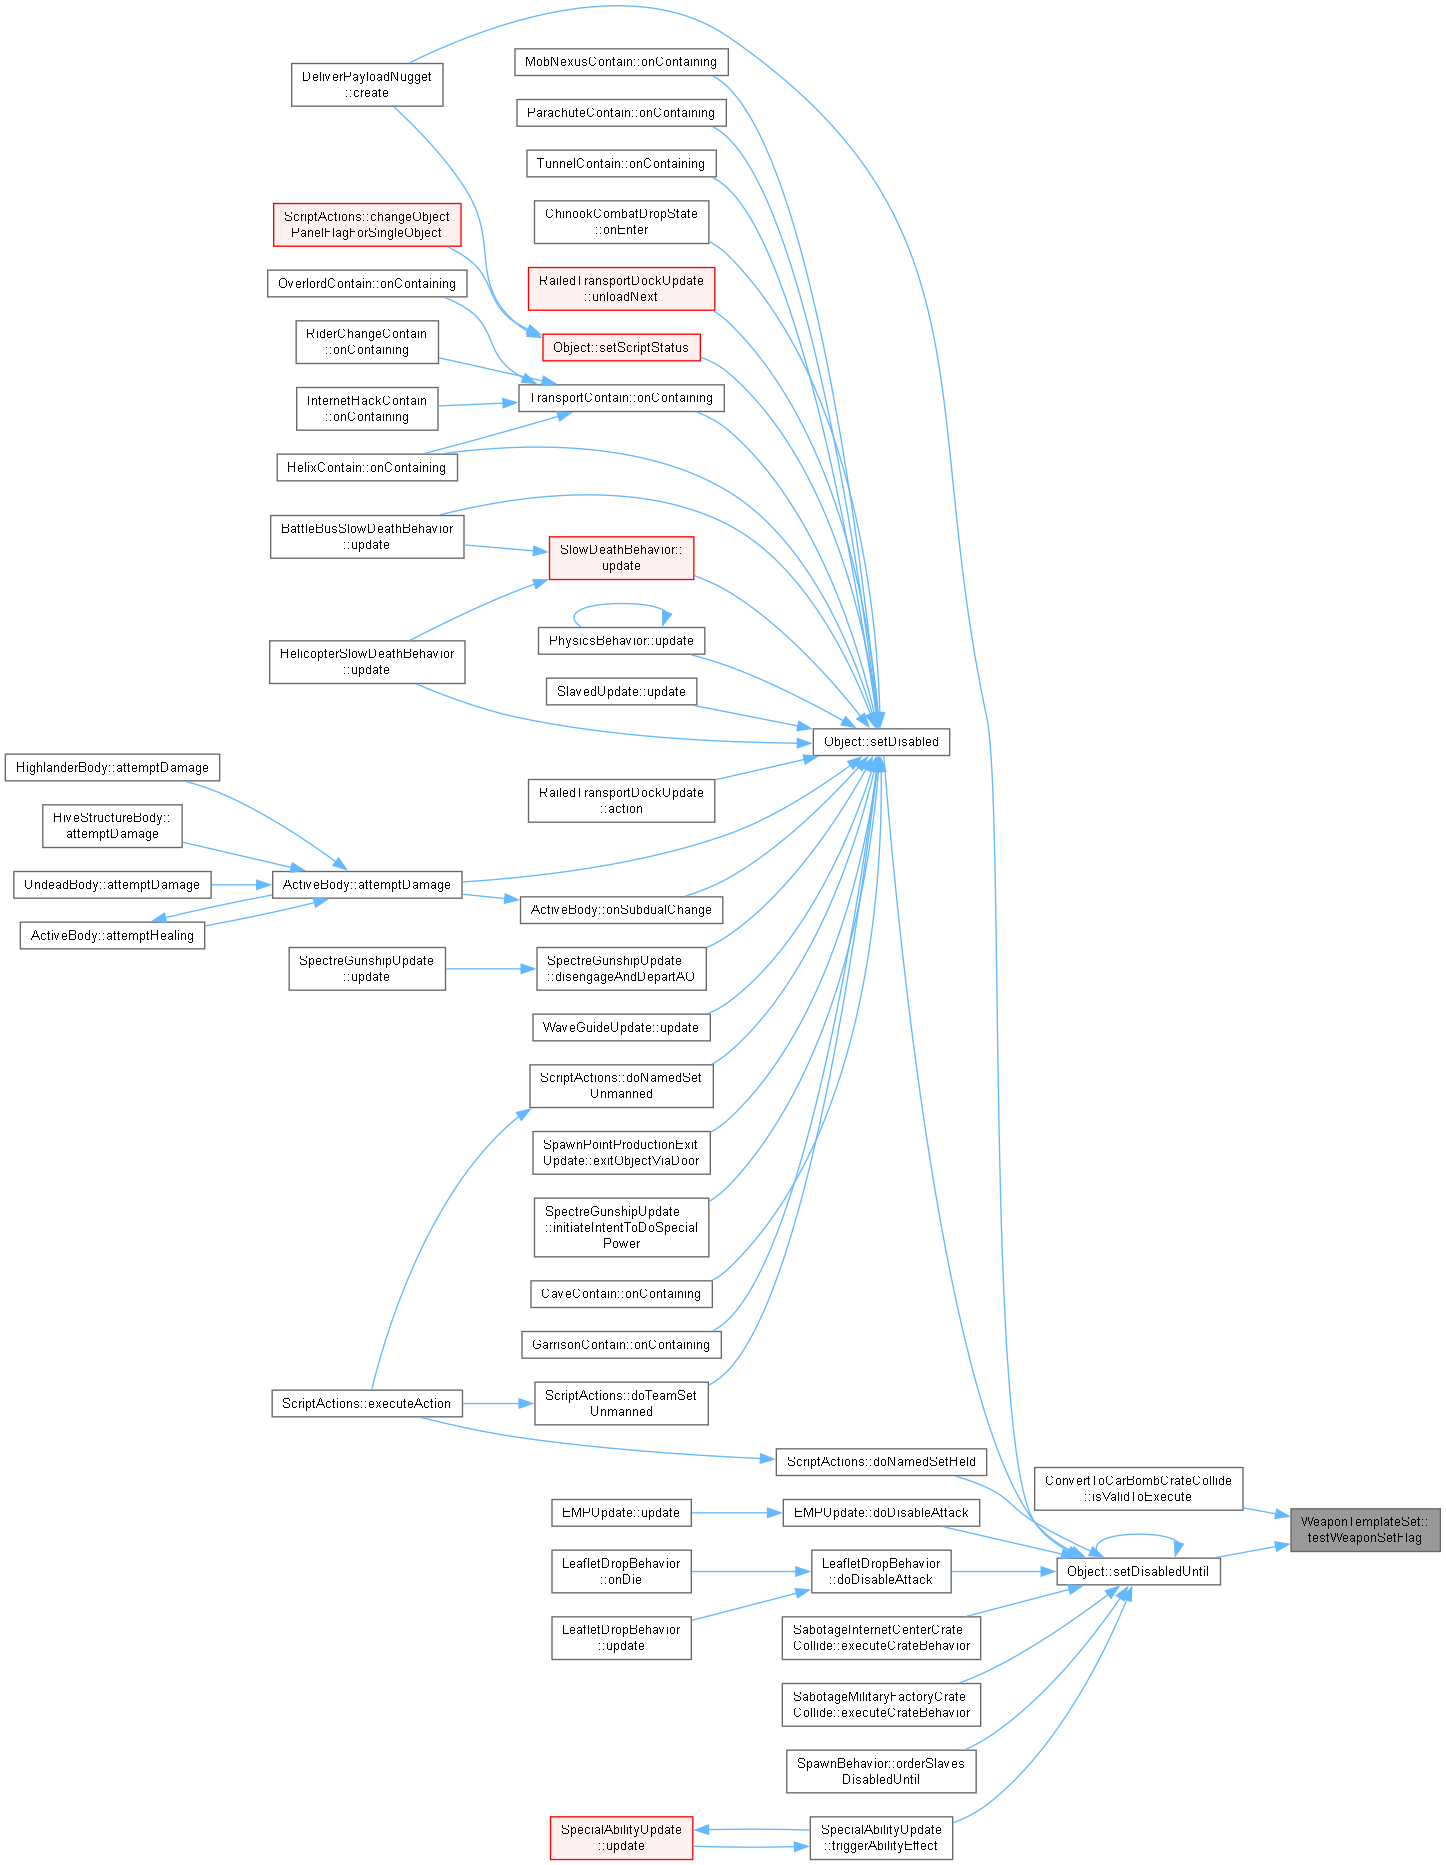 DeliverPayloadNugget
::create
MobNexusContain::onContaining
ParachuteContain::onContaining
TunnelContain::onContaining
ChinookCombatDropState
::onEnter
ScriptActions::changeObject
PanelFlagForSingleObject
OverlordContain::onContaining
RailedTransportDockUpdate
::unloadNext
Object::setScriptStatus
RiderChangeContain
::onContaining
InternetHackContain
::onContaining
TransportContain::onContaining
HelixContain::onContaining
BattleBusSlowDeathBehavior
::update
SlowDeathBehavior::
update
PhysicsBehavior::update
HelicopterSlowDeathBehavior
::update
SlavedUpdate::update
Object::setDisabled
RailedTransportDockUpdate
::action
HighlanderBody::attemptDamage
HiveStructureBody::
attemptDamage
UndeadBody::attemptDamage
ActiveBody::attemptDamage
ActiveBody::attemptHealing
ActiveBody::onSubdualChange
SpectreGunshipUpdate
::update
SpectreGunshipUpdate
::disengageAndDepartAO
WaveGuideUpdate::update
ScriptActions::doNamedSet
Unmanned
SpawnPointProductionExit
Update::exitObjectViaDoor
SpectreGunshipUpdate
::initiateIntentToDoSpecial
Power
CaveContain::onContaining
GarrisonContain::onContaining
ScriptActions::executeAction
ScriptActions::doTeamSet
Unmanned
ScriptActions::doNamedSetHeld
ConvertToCarBombCrateCollide
::isValidToExecute
WeaponTemplateSet::
testWeaponSetFlag
EMPUpdate::update
EMPUpdate::doDisableAttack
LeafletDropBehavior
::onDie
LeafletDropBehavior
::doDisableAttack
Object::setDisabledUntil
LeafletDropBehavior
::update
SabotageInternetCenterCrate
Collide::executeCrateBehavior
SabotageMilitaryFactoryCrate
Collide::executeCrateBehavior
SpawnBehavior::orderSlaves
DisabledUntil
SpecialAbilityUpdate
::update
SpecialAbilityUpdate
::triggerAbilityEffect